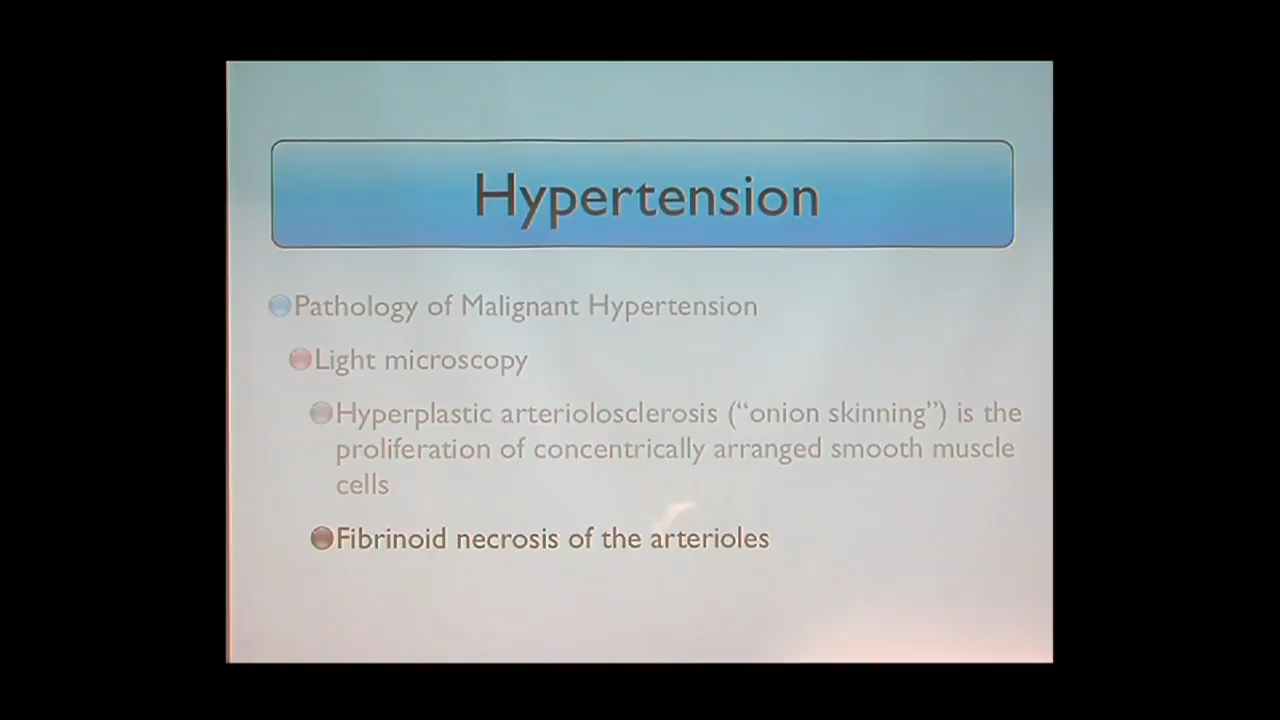 Hypertension
Pathology of Malignant Hypertension
Light microscopy
Hyperplastic arteriolosclerosis (“onion skinning”) is the
proliferation of concentrically arranged smooth muscle
cells
Fibrinoid necrosis of the arterioles